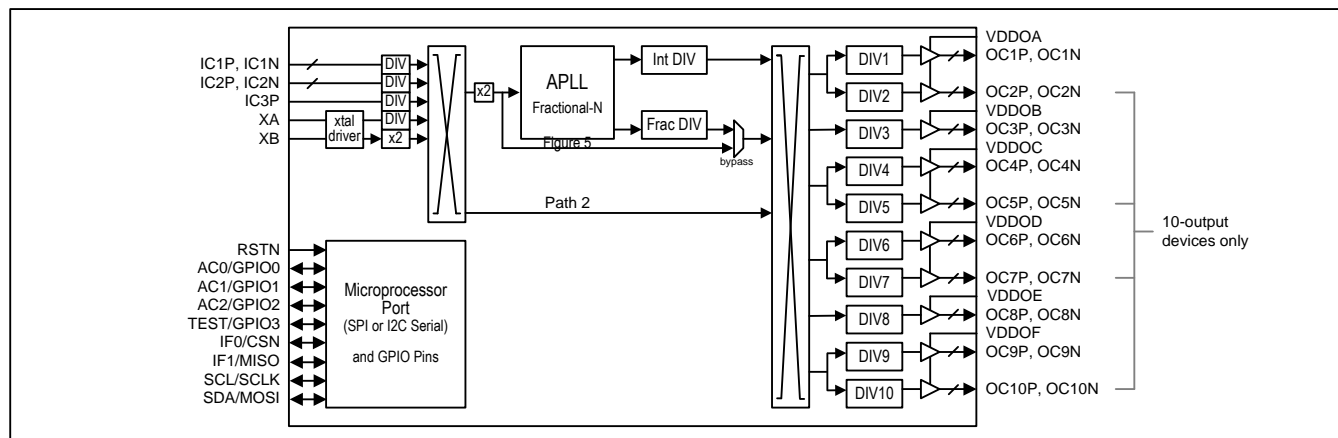 IC1P, IC1N
IC2P, IC2N
IC3P
XA
XB
xtal
driver
DIV
DIV
DIV
DIV
x2
x2
APLL
Fractional-N
Figure 5
Int DIV
Frac DIV
bypass
Path 2
RSTN
AC0/GPIO0
AC1/GPIO1
AC2/GPIO2
TEST/GPIO3
IF0/CSN
IF1/MISO
SCL/SCLK
SDA/MOSI
Microprocessor
Port
(SPI or I2C Serial)
and GPIO Pins
DIV1
DIV2
DIV3
DIV4
DIV5
DIV6
DIV7
DIV8
DIV9
DIV10
VDDOA
OC1P, OC1N
OC2P, OC2N
VDDOB
OC3P, OC3N
VDDOC
OC4P, OC4N
OC5P, OC5N
VDDOD
OC6P, OC6N
OC7P, OC7N
VDDOE
OC8P, OC8N
VDDOF
OC9P, OC9N
OC10P, OC10N
10-output
devices only